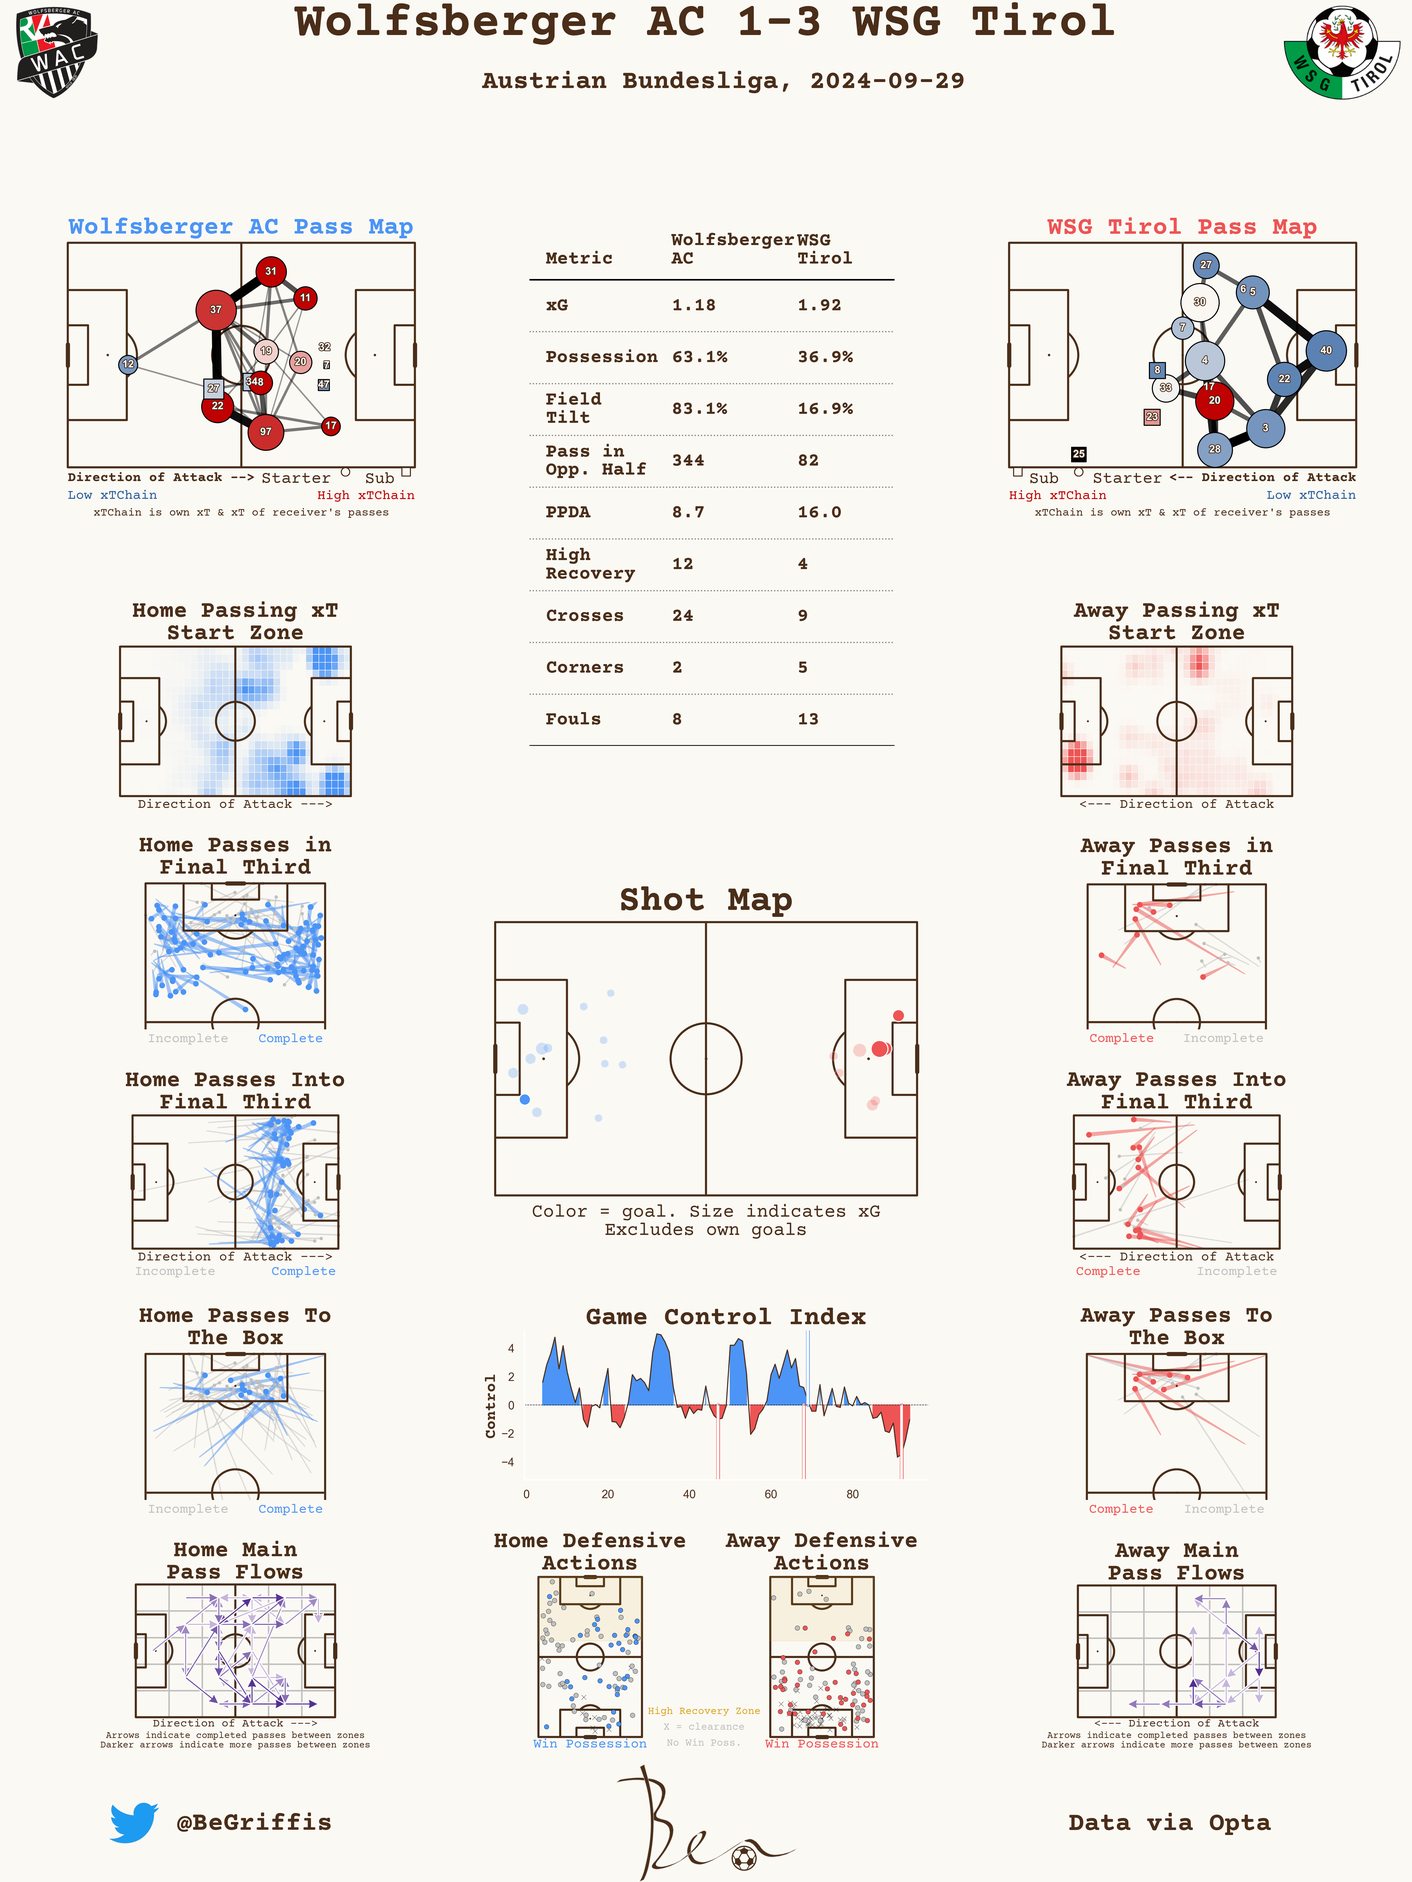 Wolfsberger AC 1-3 WSG Tirol
Austrian Bundesliga, 2024-09-29
WOLFSBERGER AC
WAC
WSG TIROL
Wolfsberger AC Pass Map
31
11
37
32
19
20
7
12
27
348
47
22
97
17
Direction of Attack --> Starter Sub
Low xTChain High xTChain
xTChain is own xT & xT of receiver's passes
Metric Wolfsberger AC WSG Tirol
xG 1.18 1.92
Possession 63.1% 36.9%
Field Tilt 83.1% 16.9%
Pass in Opp. Half 344 82
PPDA 8.7 16.0
High Recovery 12 4
Crosses 24 9
Corners 2 5
Fouls 8 13
WSG Tirol Pass Map
27
6 5
30
7
40
4
8
22
33
17
20
23
3
28
25
Sub Starter <-- Direction of Attack
High xTChain Low xTChain
xTChain is own xT & xT of receiver's passes
Home Passing xT
Start Zone
Direction of Attack --->
Away Passing xT
Start Zone
<--- Direction of Attack
Home Passes in
Final Third
Incomplete Complete
Away Passes in
Final Third
Complete Incomplete
Shot Map
Color = goal. Size indicates xG
Excludes own goals
Home Passes Into
Final Third
Direction of Attack --->
Incomplete Complete
Away Passes Into
Final Third
<--- Direction of Attack
Complete Incomplete
Home Passes To
The Box
Incomplete Complete
Game Control Index
Control
4
2
0
−2
−4
0 20 40 60 80
Away Passes To
The Box
Complete Incomplete
Home Main
Pass Flows
Direction of Attack --->
Arrows indicate completed passes between zones
Darker arrows indicate more passes between zones
Home Defensive
Actions
Win Possession
Away Defensive
Actions
Win Possession
High Recovery Zone
X = clearance
No Win Poss.
Away Main
Pass Flows
<--- Direction of Attack
Arrows indicate completed passes between zones
Darker arrows indicate more passes between zones
@BeGriffis
Ben
Data via Opta